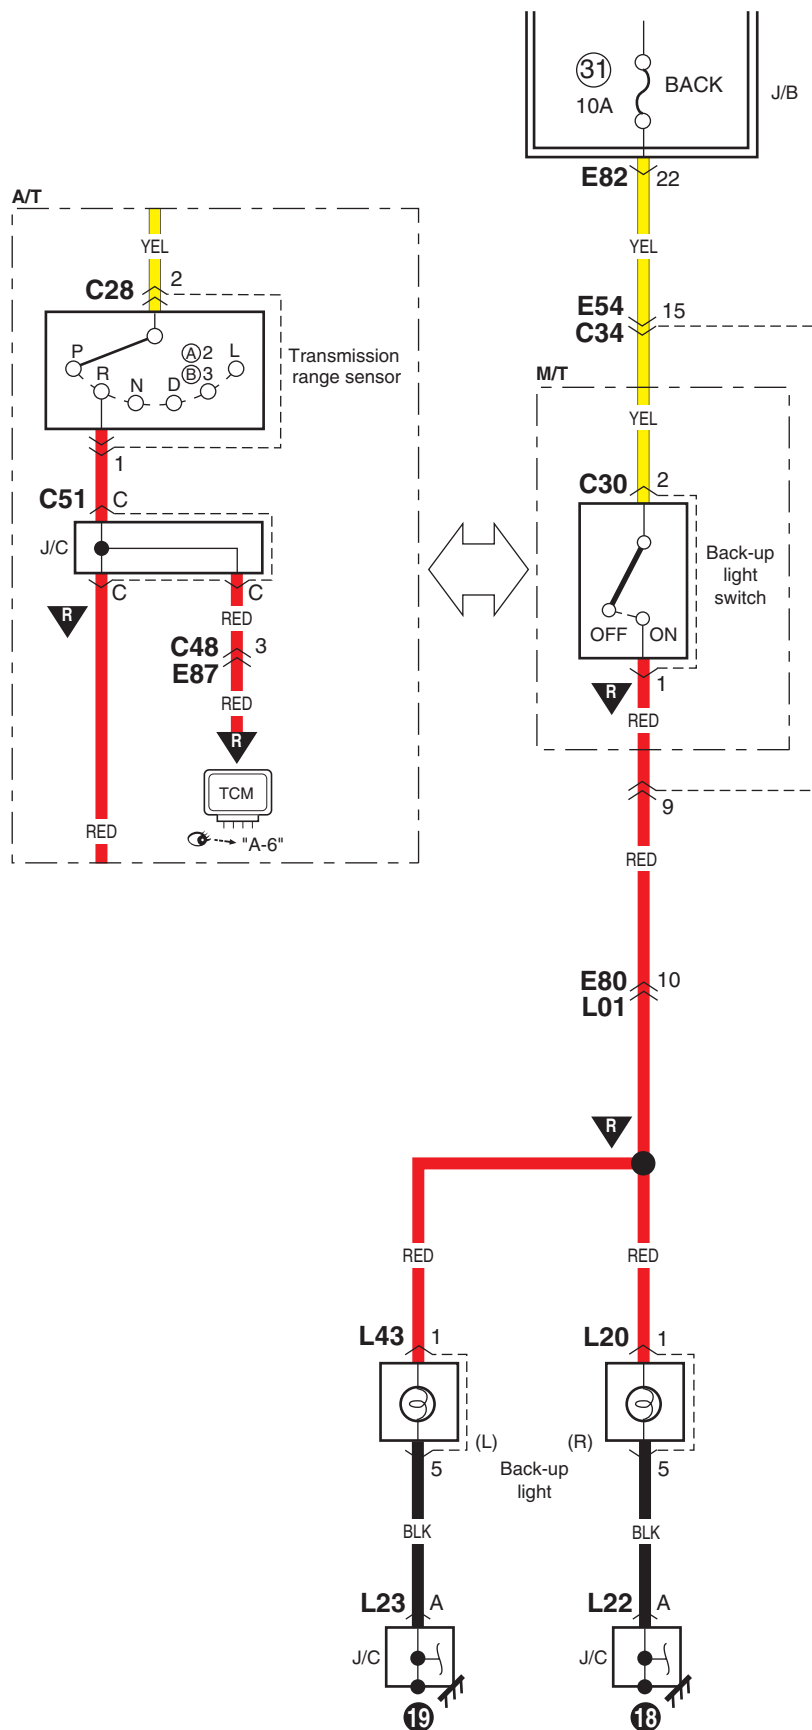 31
BACK
10A
J/B
E82
22
A/T
YEL
YEL
C28
2
E54
15
C34
P
R
N
D
A 2
B 3
L
Transmission
range sensor
M/T
YEL
1
C30
2
C51
C
J/C
Back-up
light
switch
OFF
ON
C
C
R
RED
C48
3
E87
1
R
RED
RED
R
TCM
"A-6"
9
RED
RED
E80
10
L01
R
RED
RED
L43
1
L20
1
(L)
(R)
5
Back-up
light
5
BLK
BLK
L23
A
L22
A
J/C
J/C
19
18